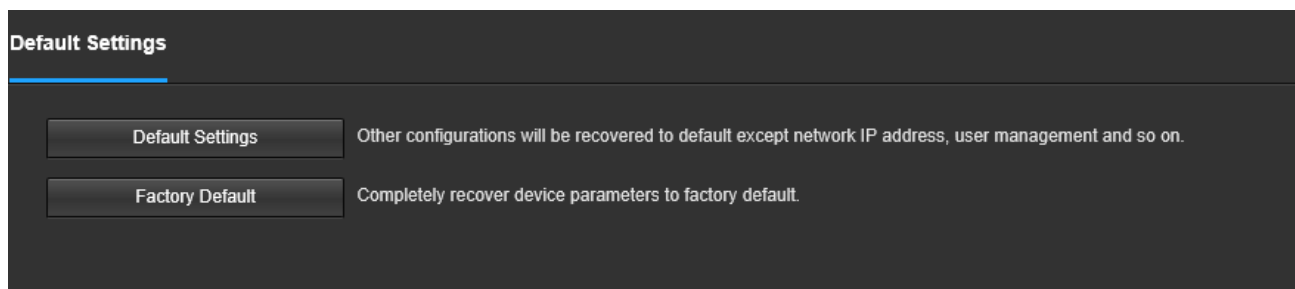 Default Settings
Default Settings
Other configurations will be recovered to default except network IP address, user management and so on.
Factory Default
Completely recover device parameters to factory default.